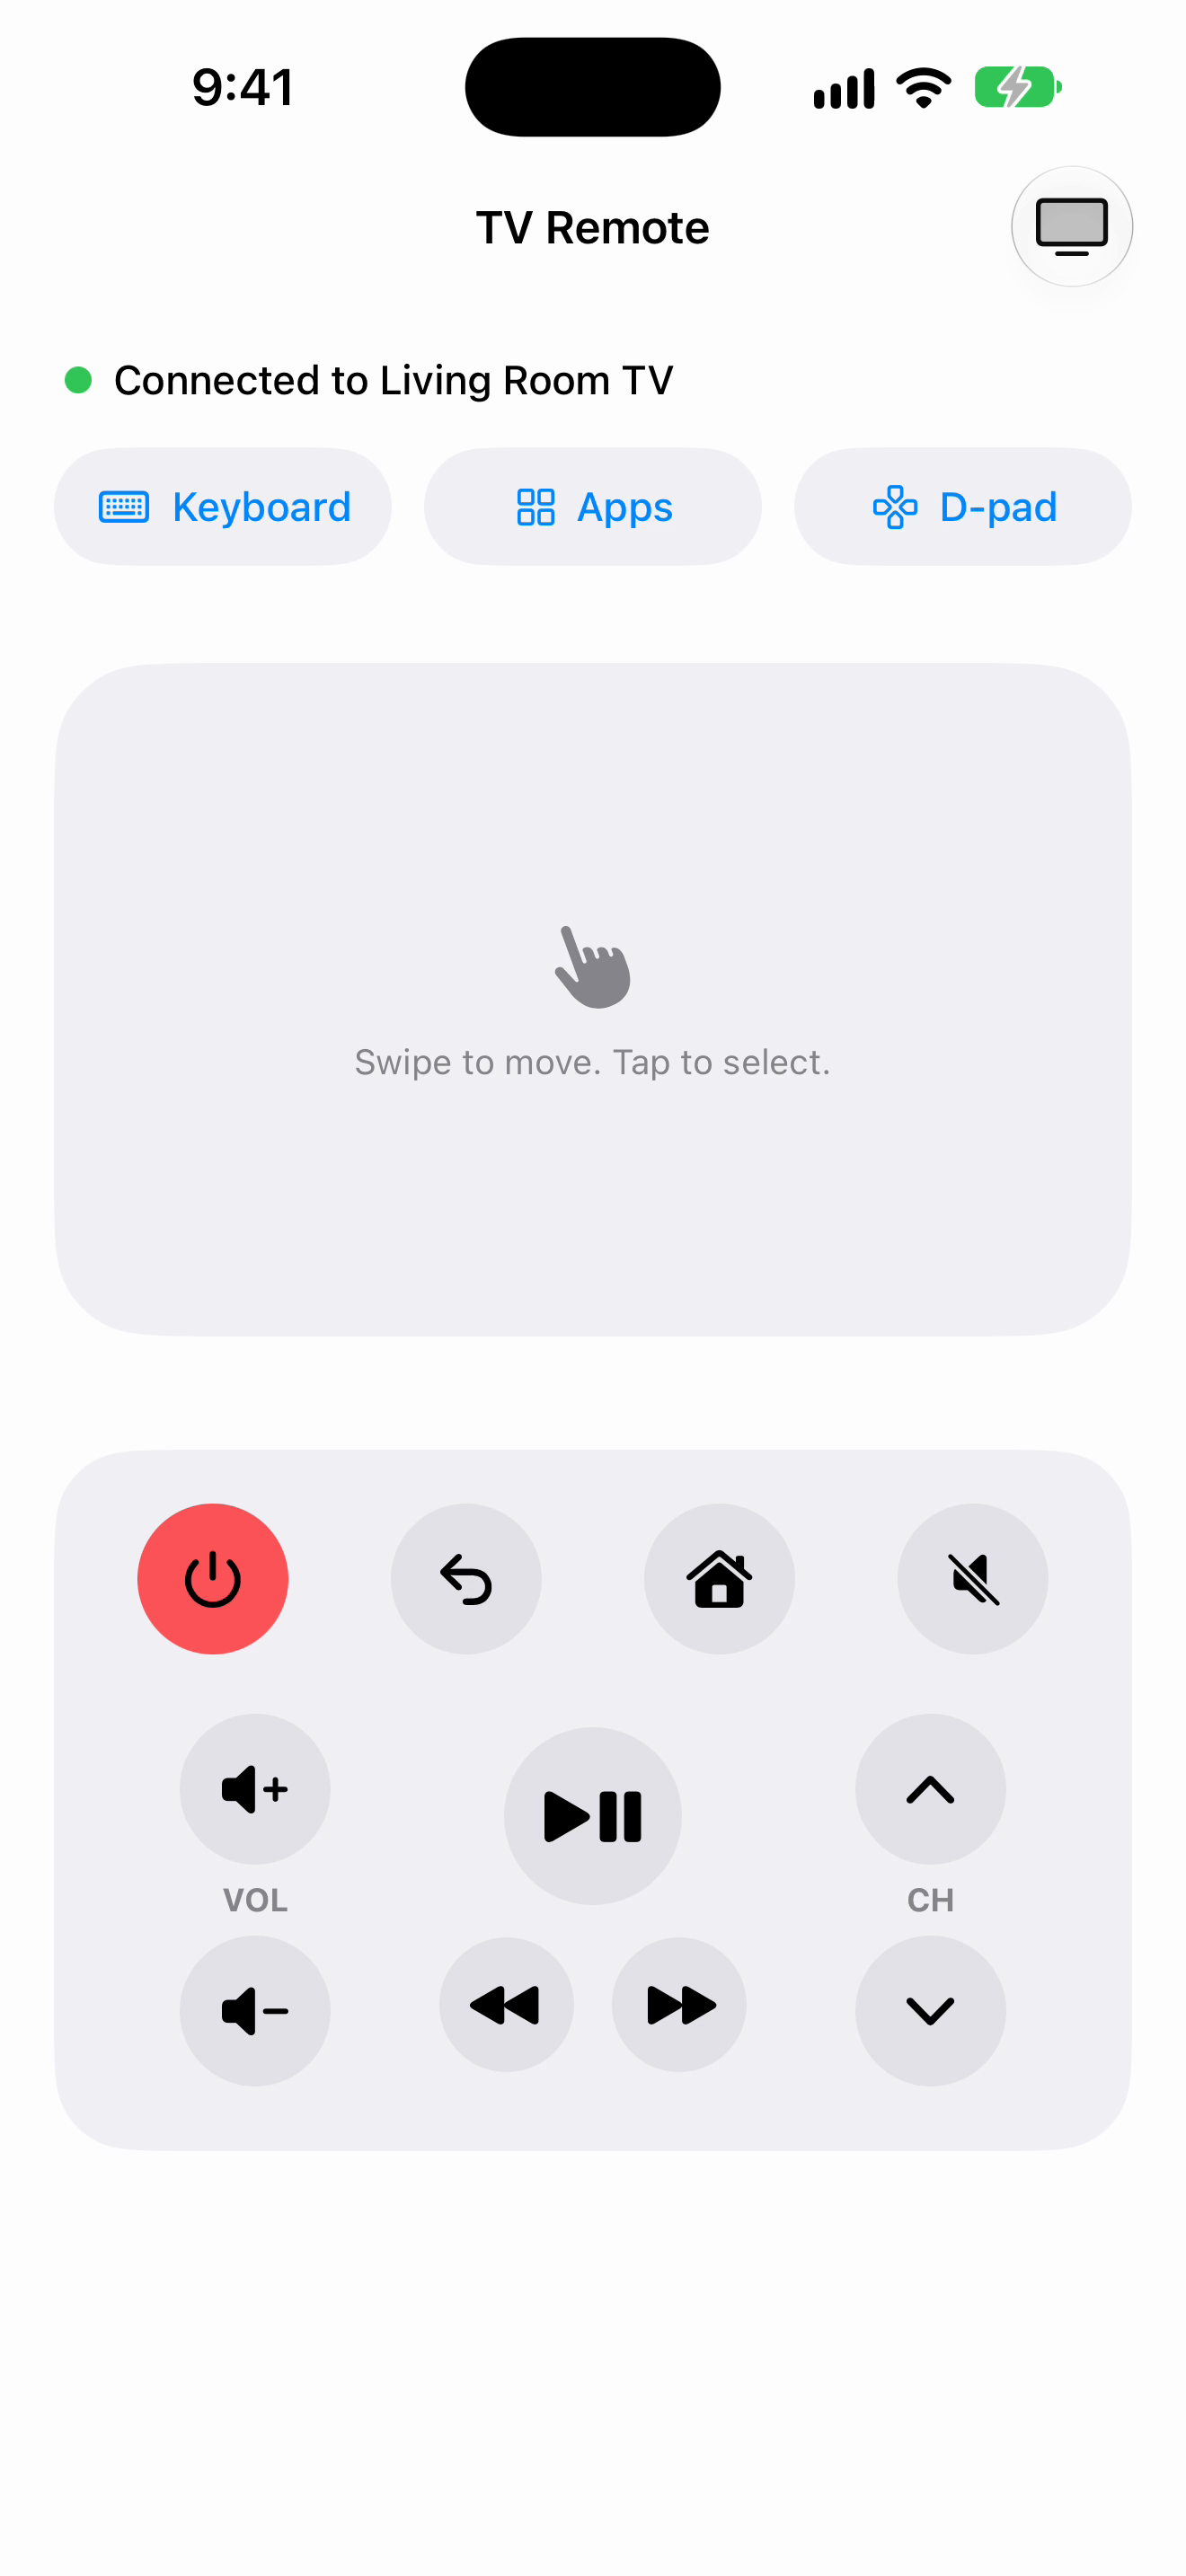 9:41
TV Remote
Connected to Living Room TV
Keyboard
Apps
D-pad
Swipe to move. Tap to select.
VOL
CH